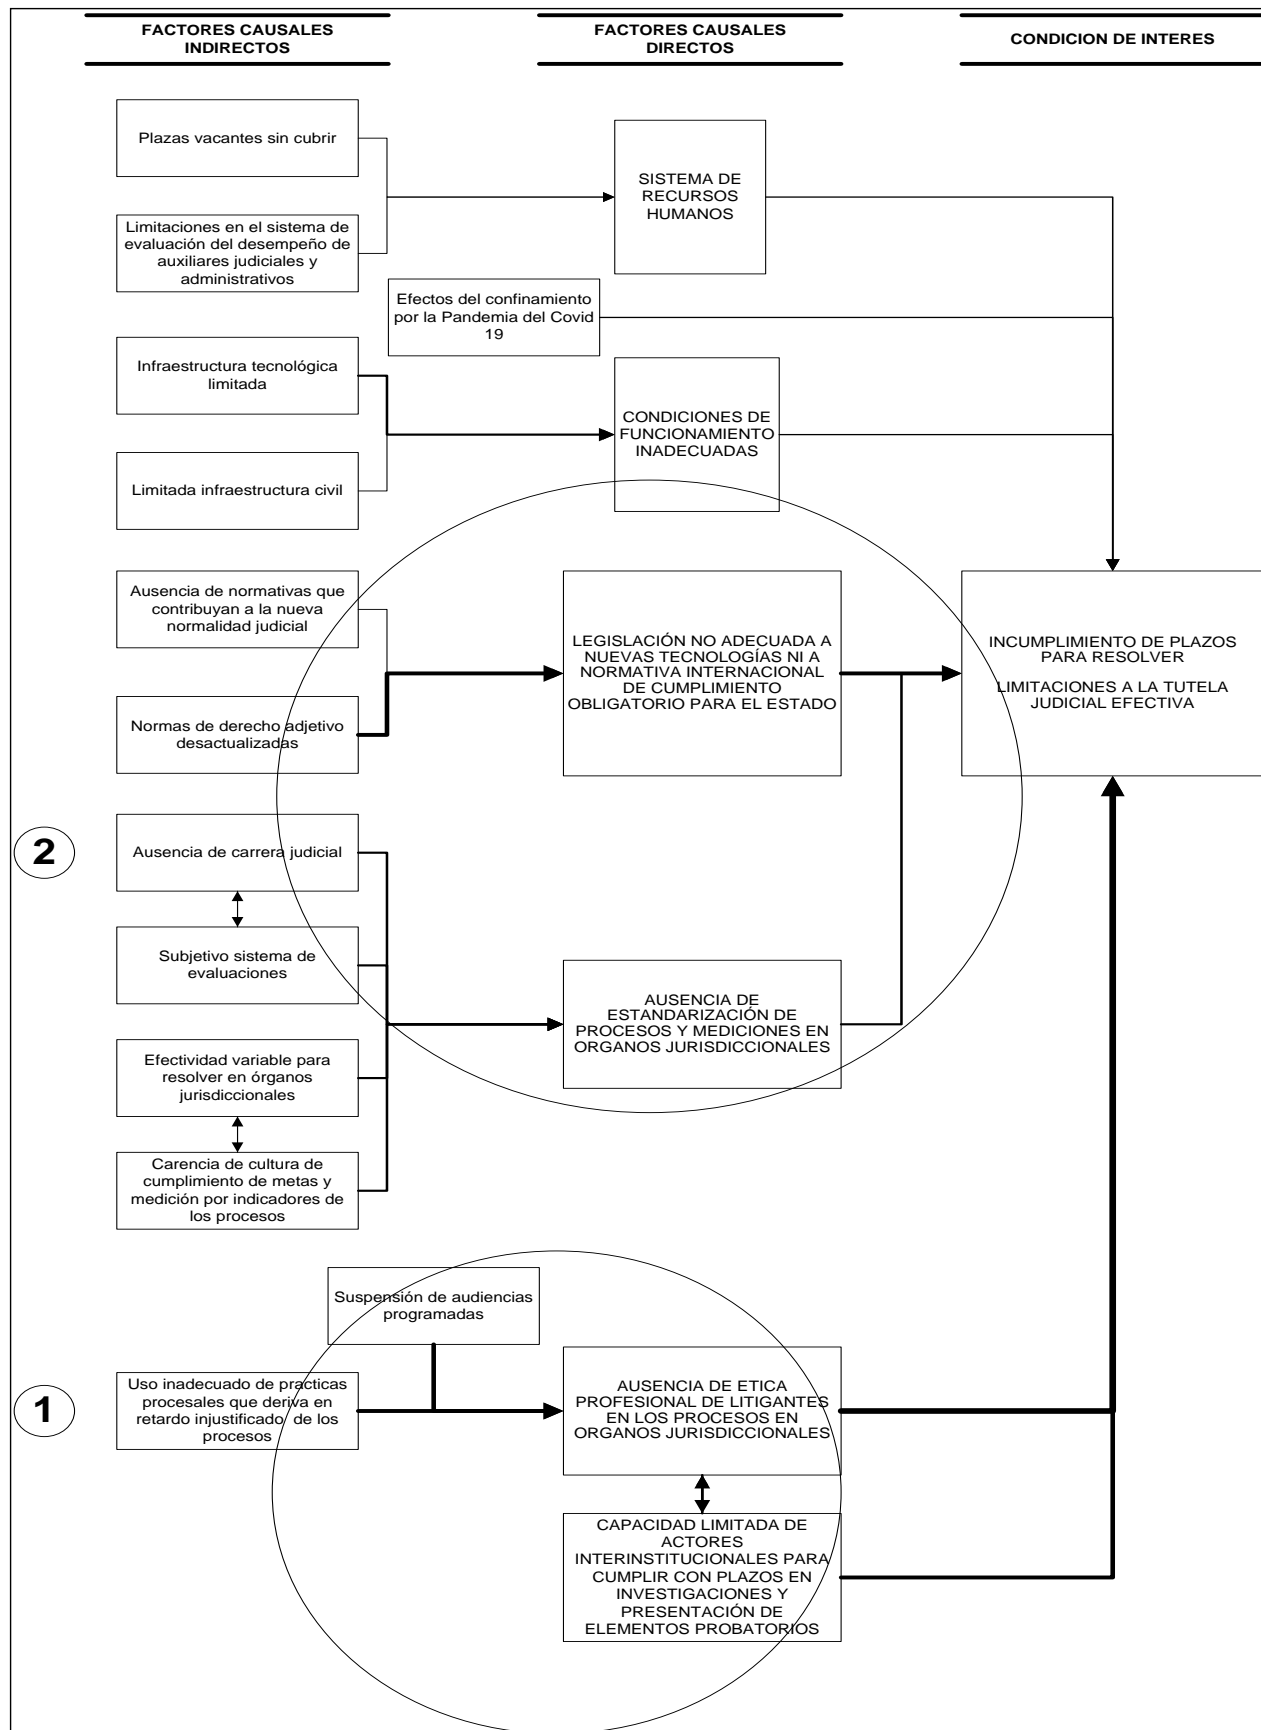 FACTORES CAUSALES
INDIRECTOS
FACTORES CAUSALES
DIRECTOS
CONDICION DE INTERES
Plazas vacantes sin cubrir
Limitaciones en el sistema de
evaluación del desempeño de
auxiliares judiciales y
administrativos
SISTEMA DE
RECURSOS
HUMANOS
Efectos del confinamiento
por la Pandemia del Covid
19
Infraestructura tecnológica
limitada
Limitada infraestructura civil
CONDICIONES DE
FUNCIONAMIENTO
INADECUADAS
Ausencia de normativas que
contribuyan a la nueva
normalidad judicial
Normas de derecho adjetivo
desactualizadas
LEGISLACIÓN NO ADECUADA A
NUEVAS TECNOLOGÍAS NI A
NORMATIVA INTERNACIONAL
DE CUMPLIMIENTO
OBLIGATORIO PARA EL ESTADO
INCUMPLIMIENTO DE PLAZOS
PARA RESOLVER
LIMITACIONES A LA TUTELA
JUDICIAL EFECTIVA
2
Ausencia de carrera judicial
Subjetivo sistema de
evaluaciones
Efectividad variable para
resolver en órganos
jurisdiccionales
Carencia de cultura de
cumplimiento de metas y
medición por indicadores de
los procesos
AUSENCIA DE
ESTANDARIZACIÓN DE
PROCESOS Y MEDICIONES EN
ORGANOS JURISDICCIONALES
Suspensión de audiencias
programadas
1
Uso inadecuado de practicas
procesales que deriva en
retardo injustificado de los
procesos
AUSENCIA DE ETICA
PROFESIONAL DE LITIGANTES
EN LOS PROCESOS EN
ORGANOS JURISDICCIONALES
CAPACIDAD LIMITADA DE
ACTORES
INTERINSTITUCIONALES PARA
CUMPLIR CON PLAZOS EN
INVESTIGACIONES Y
PRESENTACIÓN DE
ELEMENTOS PROBATORIOS